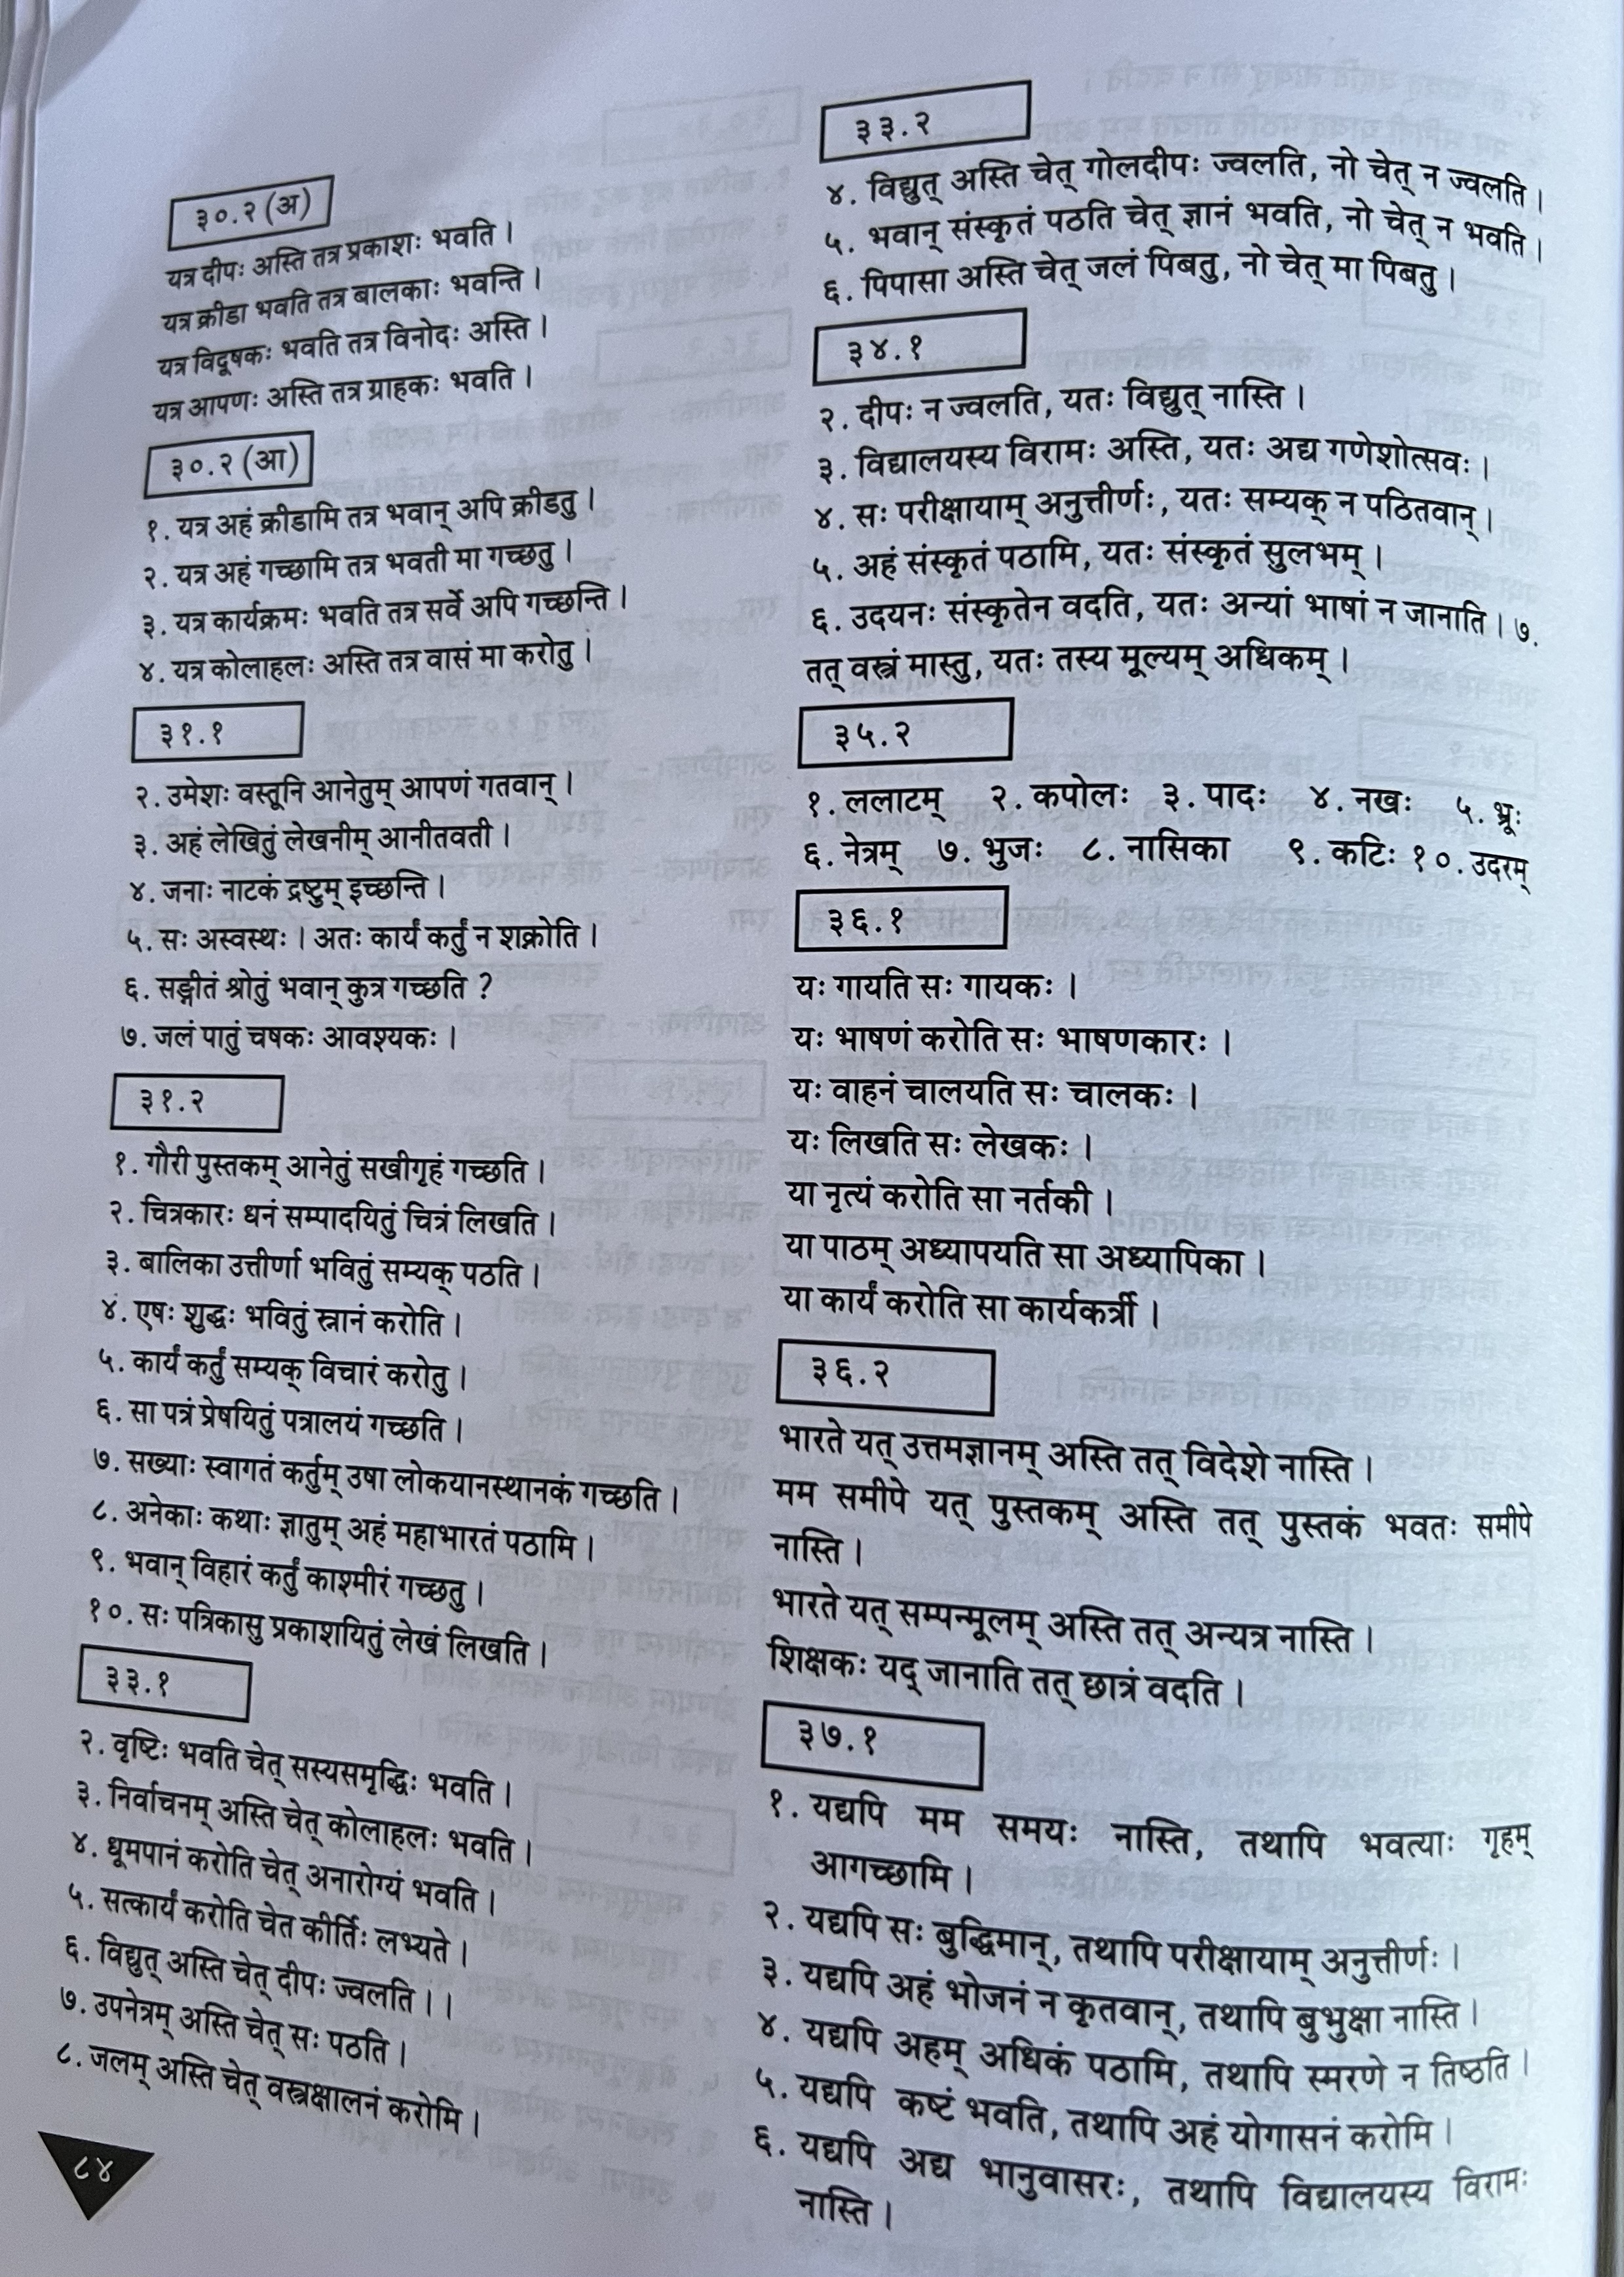 ३०.२ (अ)
यत्र दीपः अस्ति तत्र प्रकाशः भवति ।
यत्र क्रीडा भवति तत्र बालकाः भवन्ति ।
यत्र विदूषकः भवति तत्र विनोदः अस्ति ।
यत्र आपणः अस्ति तत्र ग्राहकः भवति ।
३०.२ (आ)
१. यत्र अहं क्रीडामि तत्र भवान् अपि क्रीडतु ।
२. यत्र अहं गच्छामि तत्र भवती मा गच्छतु ।
३. यत्र कार्यक्रमः भवति तत्र सर्वे अपि गच्छन्ति ।
४. यत्र कोलाहलः अस्ति तत्र वासं मा करोतु ।
३१.१
२. उमेशः वस्तूनि आनेतुम् आपणं गतवान् ।
३. अहं लेखितुं लेखनीम् आनीतवती ।
४. जनाः नाटकं द्रष्टुम् इच्छन्ति ।
५. सः अस्वस्थः । अतः कार्यं कर्तुं न शक्नोति ।
६. सङ्गीतं श्रोतुं भवान् कुत्र गच्छति ?
७. जलं पातुं चषकः आवश्यकः ।
३१.२
१. गौरी पुस्तकम् आनेतुं सखीगृहं गच्छति ।
२. चित्रकारः धनं सम्पादयितुं चित्रं लिखति ।
३. बालिका उत्तीर्णा भवितुं सम्यक् पठति ।
४. एषः शुद्धः भवितुं स्नानं करोति ।
५. कार्यं कर्तुं सम्यक् विचारं करोतु ।
६. सा पत्रं प्रेषयितुं पत्रालयं गच्छति ।
७. सख्याः स्वागतं कर्तुम् उषा लोकयानस्थानकं गच्छति ।
८. अनेकाः कथाः ज्ञातुम् अहं महाभारतं पठामि ।
९. भवान् विहारं कर्तुं काश्मीरं गच्छतु ।
१०. सः पत्रिकासु प्रकाशयितुं लेखं लिखति ।
३३.१
२. वृष्टिः भवति चेत् सस्यसमृद्धिः भवति ।
३. निर्वाचनम् अस्ति चेत् कोलाहलः भवति ।
४. धूमपानं करोति चेत् अनारोग्यं भवति ।
५. सत्कार्यं करोति चेत कीर्तिः लभ्यते ।
६. विद्युत् अस्ति चेत् दीपः ज्वलति ।।
७. उपनेत्रम् अस्ति चेत् सः पठति ।
८. जलम् अस्ति चेत् वस्त्रक्षालनं करोमि ।
८४
३३.२
४. विद्युत् अस्ति चेत् गोलदीपः ज्वलति, नो चेत् न ज्वलति ।
५. भवान् संस्कृतं पठति चेत् ज्ञानं भवति, नो चेत् न भवति ।
६. पिपासा अस्ति चेत् जलं पिबतु, नो चेत् मा पिबतु ।
३४.१
२. दीपः न ज्वलति, यतः विद्युत् नास्ति ।
३. विद्यालयस्य विरामः अस्ति, यतः अद्य गणेशोत्सवः ।
४. सः परीक्षायाम् अनुत्तीर्णः, यतः सम्यक् न पठितवान् ।
५. अहं संस्कृतं पठामि, यतः संस्कृतं सुलभम् ।
६. उदयनः संस्कृतेन वदति, यतः अन्यां भाषां न जानाति । ७.
तत् वस्त्रं मास्तु, यतः तस्य मूल्यम् अधिकम् ।
३५.२
१. ललाटम् २. कपोलः ३. पादः ४. नखः ५. भ्रूः
६. नेत्रम् ७. भुजः ८. नासिका ९. कटिः १०. उदरम्
३६.१
यः गायति सः गायकः ।
यः भाषणं करोति सः भाषणकारः ।
यः वाहनं चालयति सः चालकः ।
यः लिखति सः लेखकः ।
या नृत्यं करोति सा नर्तकी ।
या पाठम् अध्यापयति सा अध्यापिका ।
या कार्यं करोति सा कार्यकर्त्री ।
३६.२
भारते यत् उत्तमज्ञानम् अस्ति तत् विदेशे नास्ति ।
मम समीपे यत् पुस्तकम् अस्ति तत् पुस्तकं भवतः समीपे
नास्ति ।
भारते यत् सम्पन्मूलम् अस्ति तत् अन्यत्र नास्ति ।
शिक्षकः यद् जानाति तत् छात्रं वदति ।
३७.१
१. यद्यपि मम समयः नास्ति, तथापि भवत्याः गृहम्
आगच्छामि ।
२. यद्यपि सः बुद्धिमान्, तथापि परीक्षायाम् अनुत्तीर्णः ।
३. यद्यपि अहं भोजनं न कृतवान्, तथापि बुभुक्षा नास्ति ।
४. यद्यपि अहम् अधिकं पठामि, तथापि स्मरणे न तिष्ठति ।
५. यद्यपि कष्टं भवति, तथापि अहं योगासनं करोमि ।
६. यद्यपि अद्य भानुवासरः, तथापि विद्यालयस्य विरामः
नास्ति ।